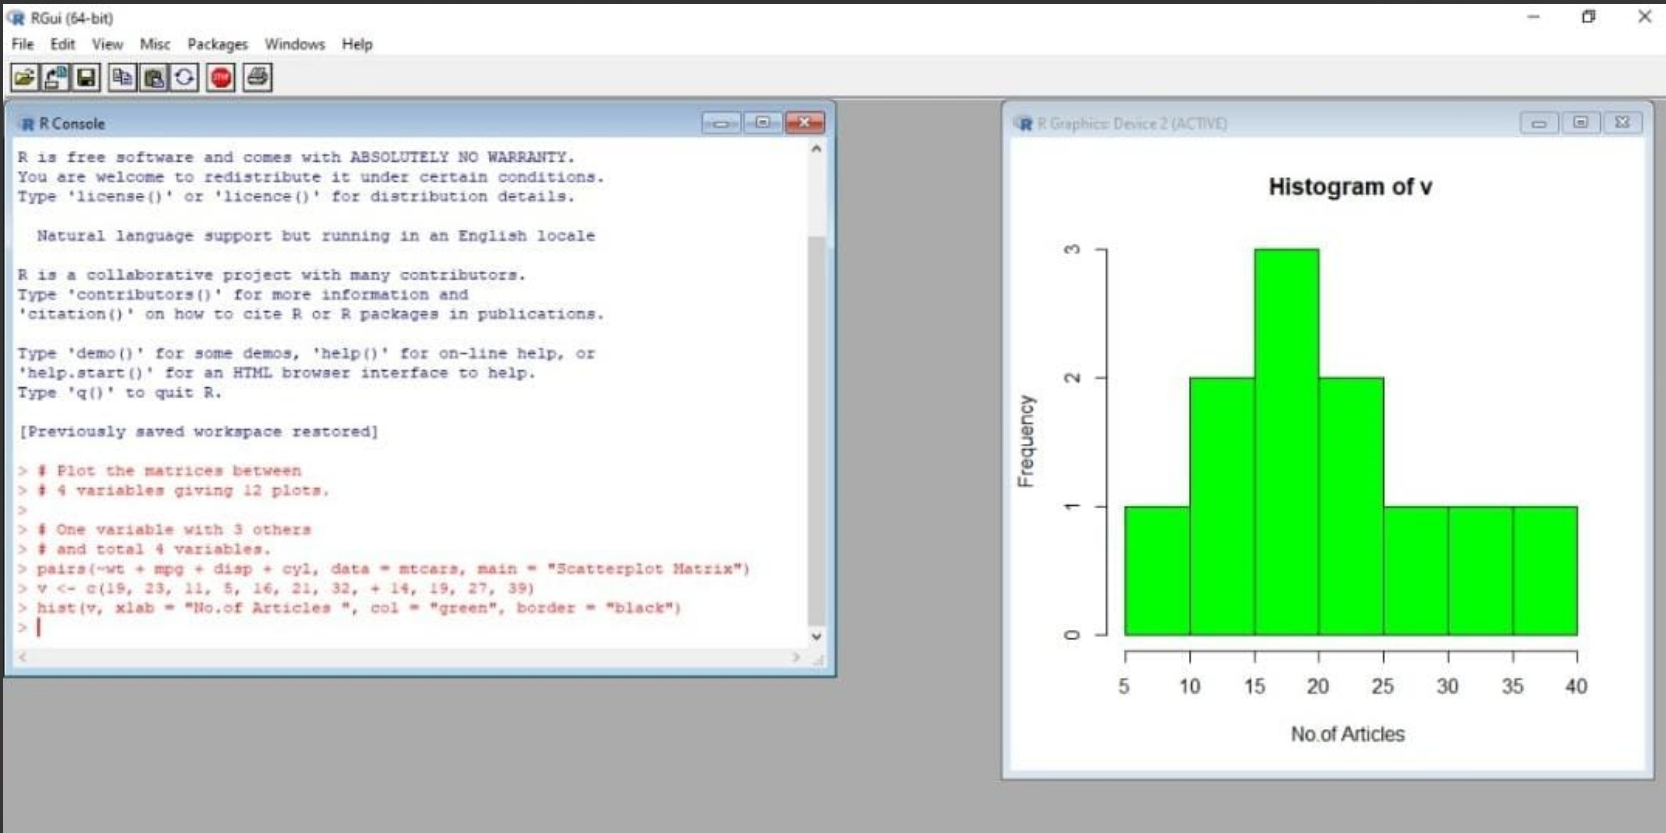 RGui (64-bit)
File Edit View Misc Packages Windows Help
STOP
R Console
R is free software and comes with ABSOLUTELY NO WARRANTY.
You are welcome to redistribute it under certain conditions.
Type 'license()' or 'licence()' for distribution details.
Natural language support but running in an English locale
R is a collaborative project with many contributors.
Type 'contributors()' for more information and
'citation()' on how to cite R or R packages in publications.
Type 'demo()' for some demos, 'help()' for on-line help, or
'help.start()' for an HTML browser interface to help.
Type 'q()' to quit R.
[Previously saved workspace restored]
> # Plot the matrices between
> # 4 variables giving 12 plots.
>
> # One variable with 3 others
> # and total 4 variables.
> pairs(~wt + mpg + disp + cyl, data = mtcars, main = "Scatterplot Matrix")
> v <- c(19, 23, 11, 5, 16, 21, 32, + 14, 19, 27, 39)
> hist(v, xlab = "No.of Articles ", col = "green", border = "black")
>
R Graphics: Device 2 (ACTIVE)
Histogram of v
3
2
1
0
Frequency
5 10 15 20 25 30 35 40
No.of Articles